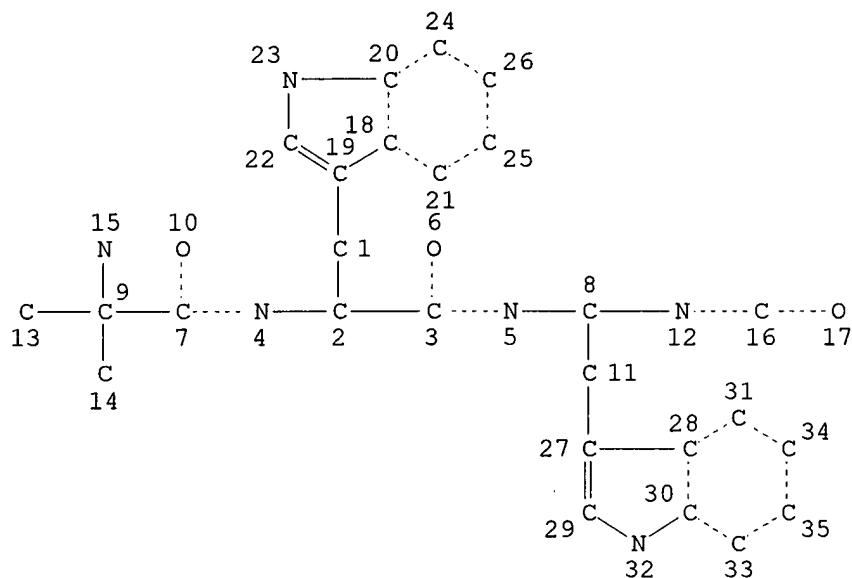 24
23 20 C 26
N C C
18
C 19 C C 25
22 C C
21
15 10 6
N O C 1 O
9 8
C C C N C C N C N C O
13 7 4 2 3 5 12 16 17
C C 11
14 31
28 C 34
27 C C C
30
29 C C C 35
N C
32 33